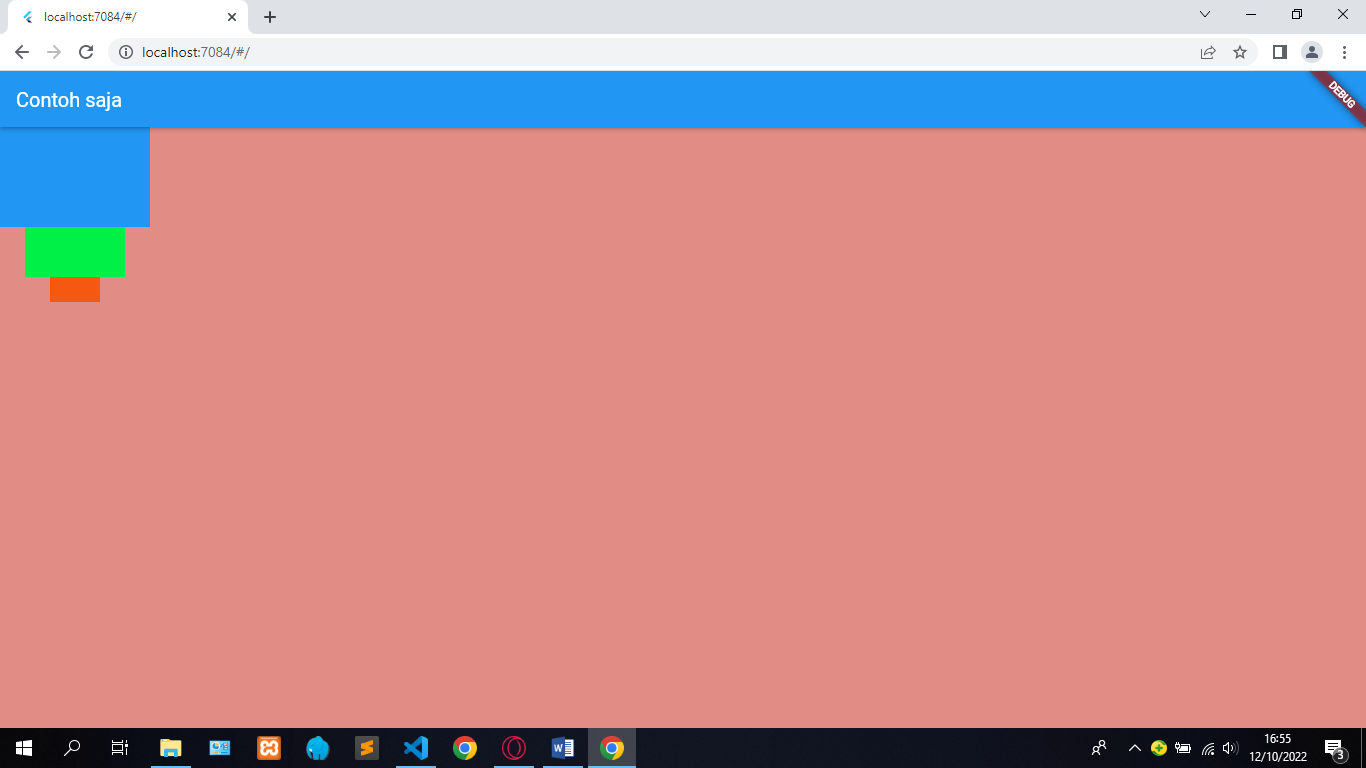 localhost:7084/#/
localhost:7084/#/
Contoh saja
DEBUG
16:55
12/10/2022
3